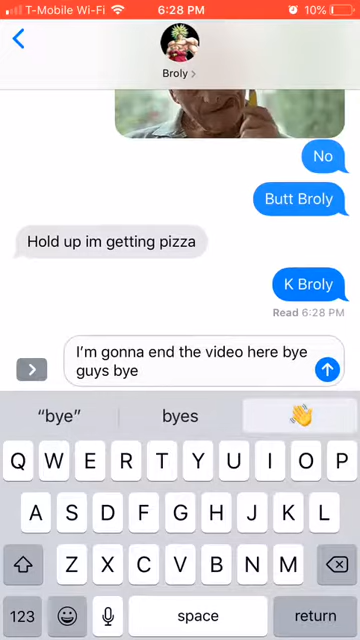 T-Mobile Wi-Fi 6:28 PM 10%
Broly
No
Butt Broly
Hold up im getting pizza
K Broly
Read 6:28 PM
I'm gonna end the video here bye
guys bye
“bye” byes
Q W E R T Y U I O P
A S D F G H J K L
Z X C V B N M
123 space return